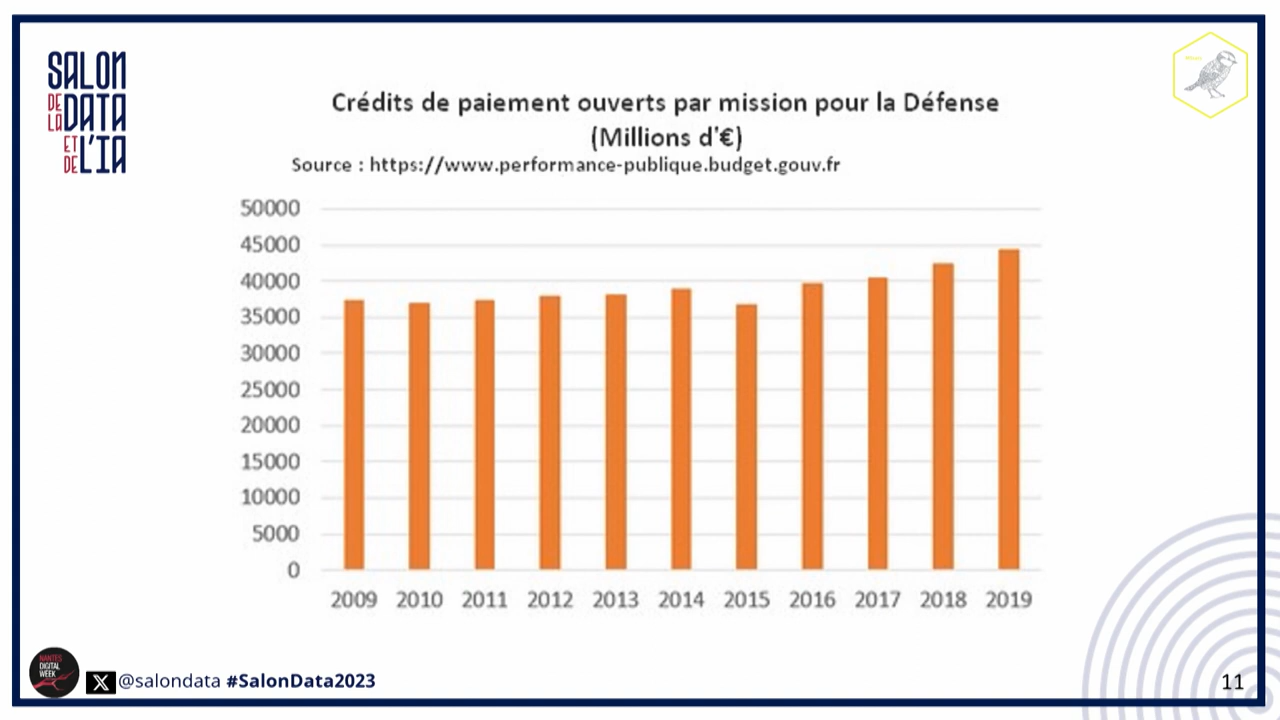 SALON
DE LA DATA
ET DE L'IA
Crédits de paiement ouverts par mission pour la Défense
(Millions d'€)
Source : https://www.performance-publique.budget.gouv.fr
50000
45000
40000
35000
30000
25000
20000
15000
10000
5000
0
2009 2010 2011 2012 2013 2014 2015 2016 2017 2018 2019
NANTES
DIGITAL
WEEK
X @salondata #SalonData2023
11